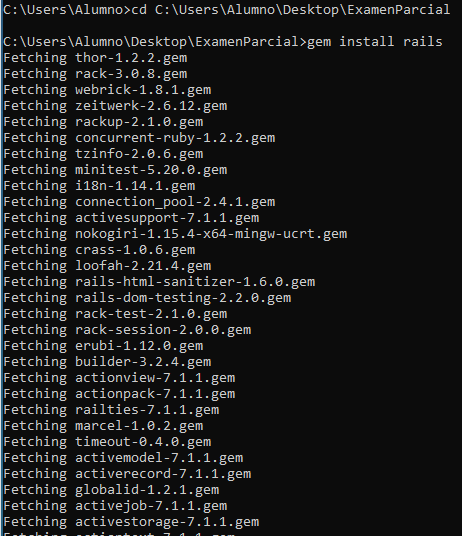 C:\Users\Alumno>cd C:\Users\Alumno\Desktop\ExamenParcial
C:\Users\Alumno\Desktop\ExamenParcial>gem install rails
Fetching thor-1.2.2.gem
Fetching rack-3.0.8.gem
Fetching webrick-1.8.1.gem
Fetching zeitwerk-2.6.12.gem
Fetching rackup-2.1.0.gem
Fetching concurrent-ruby-1.2.2.gem
Fetching tzinfo-2.0.6.gem
Fetching minitest-5.20.0.gem
Fetching i18n-1.14.1.gem
Fetching connection_pool-2.4.1.gem
Fetching activesupport-7.1.1.gem
Fetching nokogiri-1.15.4-x64-mingw-ucrt.gem
Fetching crass-1.0.6.gem
Fetching loofah-2.21.4.gem
Fetching rails-html-sanitizer-1.6.0.gem
Fetching rails-dom-testing-2.2.0.gem
Fetching rack-test-2.1.0.gem
Fetching rack-session-2.0.0.gem
Fetching erubi-1.12.0.gem
Fetching builder-3.2.4.gem
Fetching actionview-7.1.1.gem
Fetching actionpack-7.1.1.gem
Fetching railties-7.1.1.gem
Fetching marcel-1.0.2.gem
Fetching timeout-0.4.0.gem
Fetching activemodel-7.1.1.gem
Fetching activerecord-7.1.1.gem
Fetching globalid-1.2.1.gem
Fetching activejob-7.1.1.gem
Fetching activestorage-7.1.1.gem